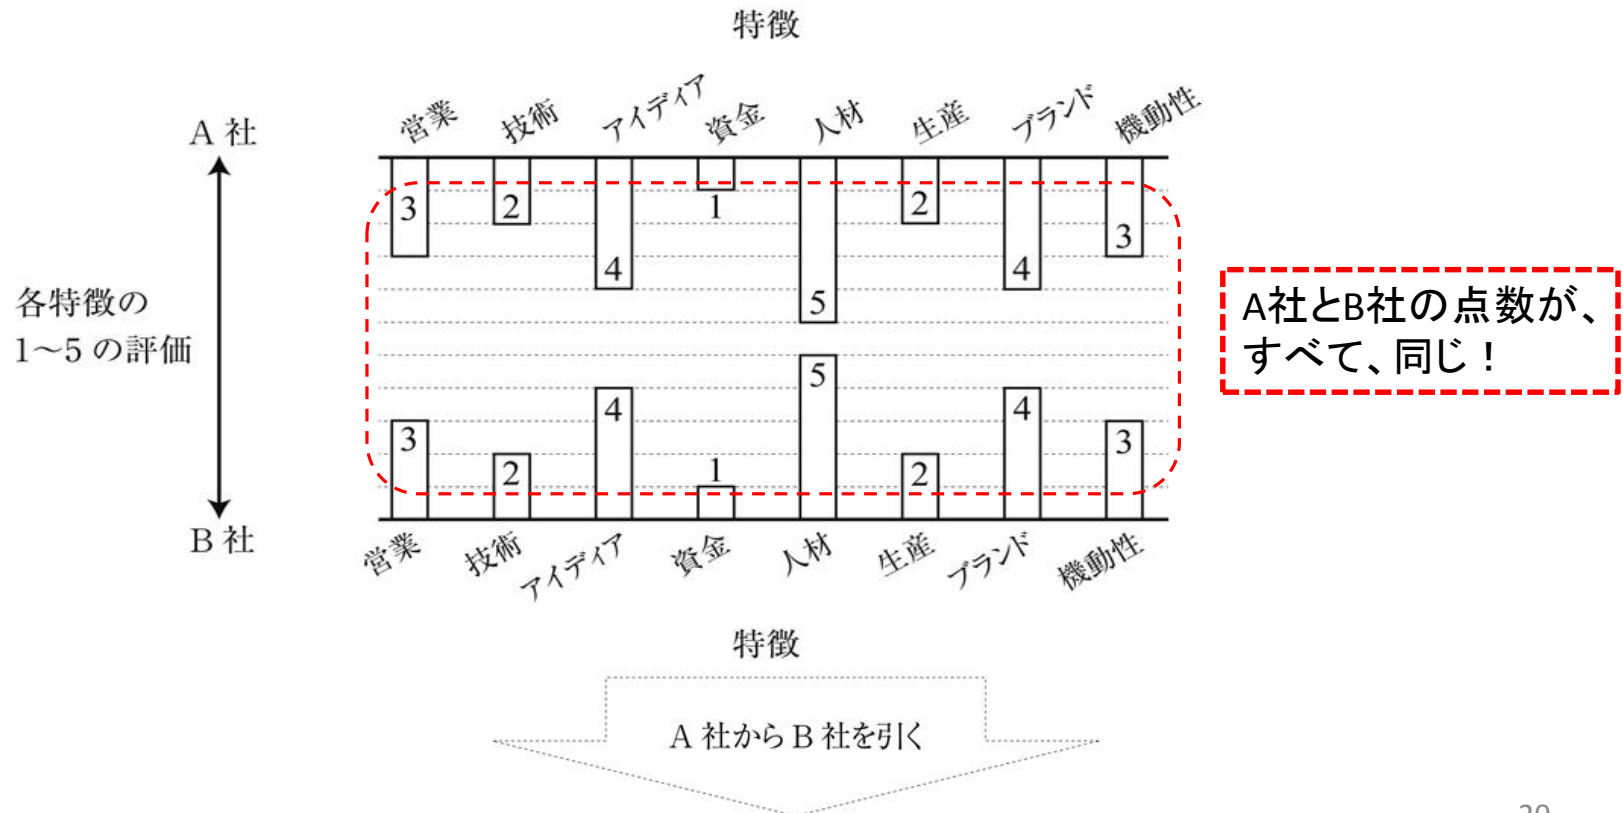 特徴
A 社
営業 技術 アイディア 資金 人材 生産 ブランド 機動性
3 2 4 1 5 2 4 3
各特徴の
1〜5 の評価
A社とB社の点数が、
すべて、同じ！
3 2 4 1 5 2 4 3
B 社
営業 技術 アイディア 資金 人材 生産 ブランド 機動性
特徴
A 社から B 社を引く